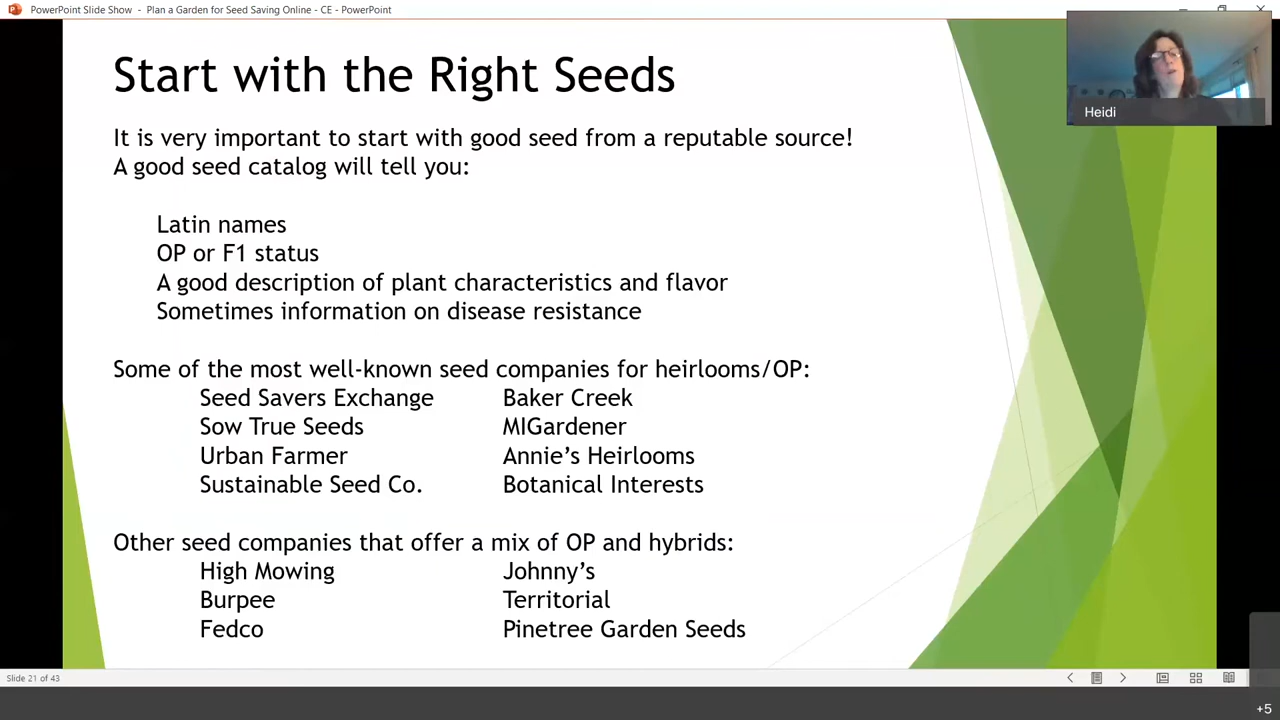 PowerPoint Slide Show - Plan a Garden for Seed Saving Online - CE - PowerPoint
Start with the Right Seeds
Heidi
It is very important to start with good seed from a reputable source!
A good seed catalog will tell you:
Latin names
OP or F1 status
A good description of plant characteristics and flavor
Sometimes information on disease resistance
Some of the most well-known seed companies for heirlooms/OP:
Seed Savers Exchange Baker Creek
Sow True Seeds MIGardener
Urban Farmer Annie’s Heirlooms
Sustainable Seed Co. Botanical Interests
Other seed companies that offer a mix of OP and hybrids:
High Mowing Johnny’s
Burpee Territorial
Fedco Pinetree Garden Seeds
Slide 21 of 43
+5